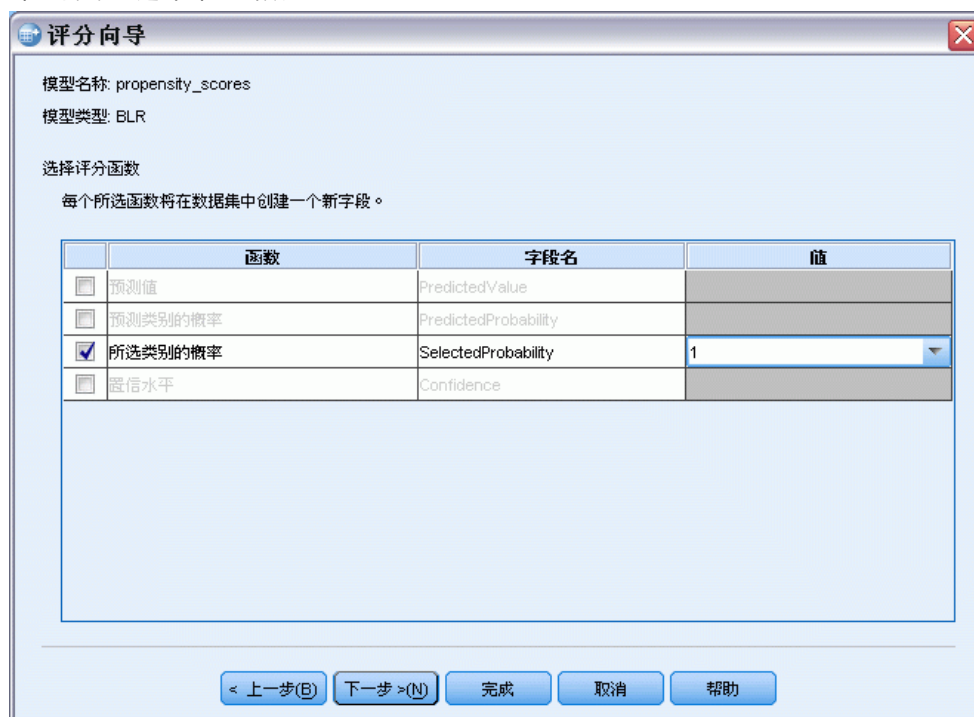 评分向导
模型名称: propensity_scores
模型类型: BLR
选择评分函数
每个所选函数将在数据集中创建一个新字段。
函数 字段名 值
预测值 PredictedValue
预测类别的概率 PredictedProbability
所选类别的概率 SelectedProbability 1
置信水平 Confidence
< 上一步(B) 下一步 >(N) 完成 取消 帮助